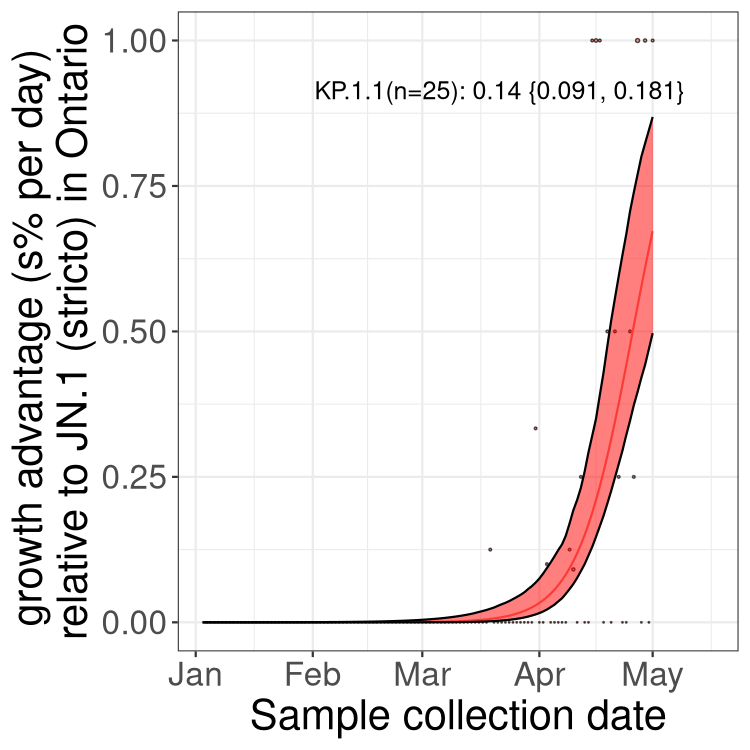 growth advantage (s% per day)
relative to JN.1 (stricto) in Ontario
1.00
0.75
0.50
0.25
0.00
KP.1.1(n=25): 0.14 {0.091, 0.181}
Jan Feb Mar Apr May
Sample collection date